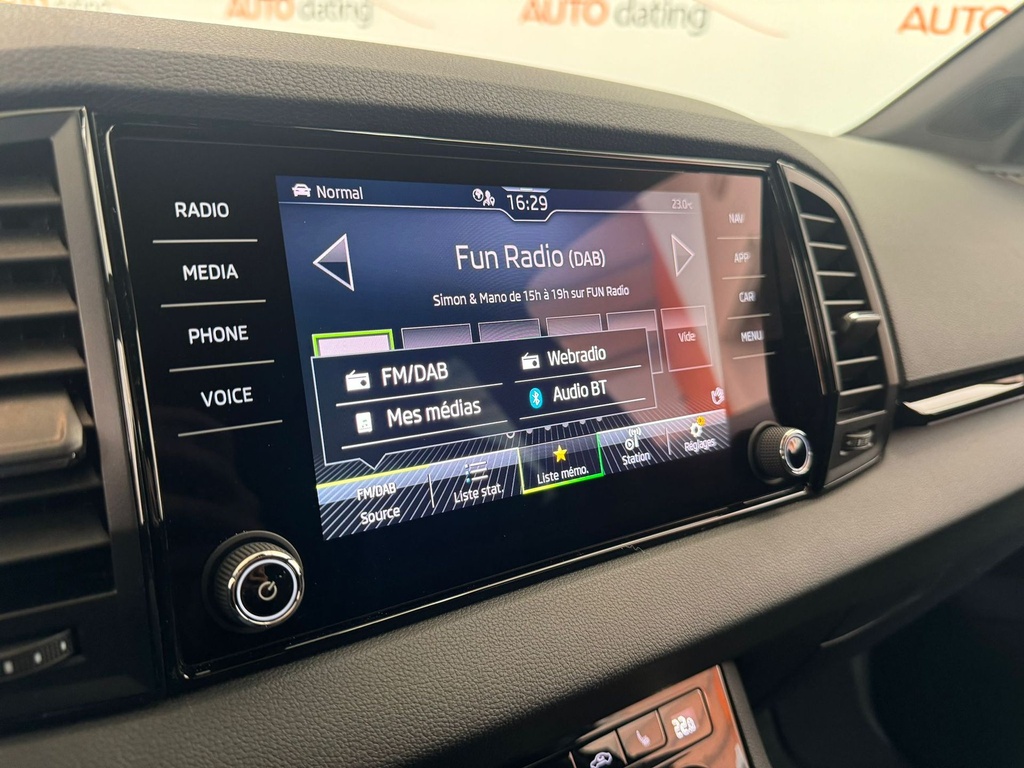 AUTO dating
AUTO dating
AUTO
RADIO
MEDIA
PHONE
VOICE
Normal
16:29
23.0°C
Fun Radio (DAB)
Simon & Mano de 15h à 19h sur FUN Radio
Vide
FM/DAB
Webradio
Mes médias
Audio BT
FM/DAB
Source
Liste stat.
Liste mémo.
Station
Réglages
NAV
APP
CAR
MENU
22.0